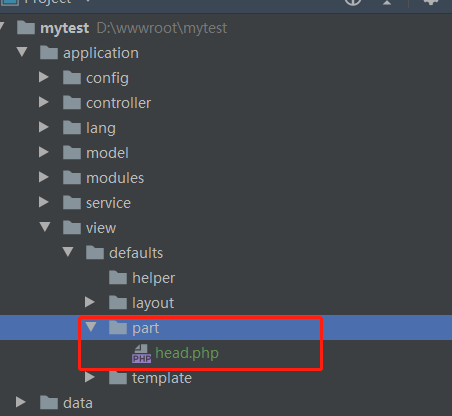 Project
mytest D:\wwwroot\mytest
application
config
controller
lang
model
modules
service
view
defaults
helper
layout
part
PHP head.php
template
data